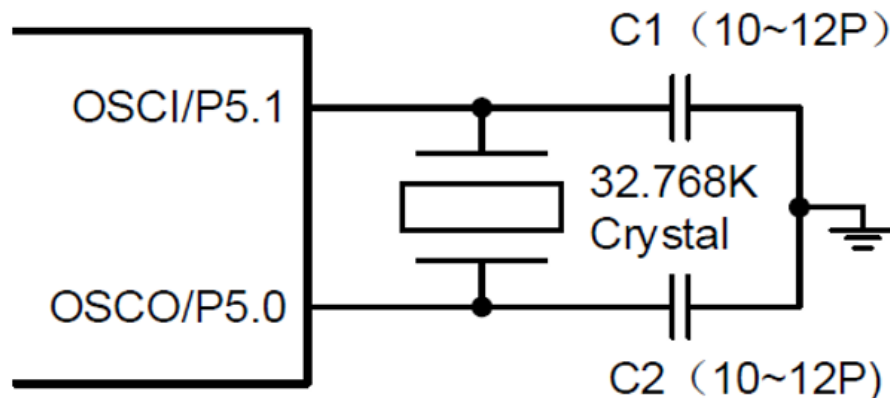 C1（10~12P）
OSCI/P5.1
32.768K
Crystal
OSCO/P5.0
C2（10~12P)